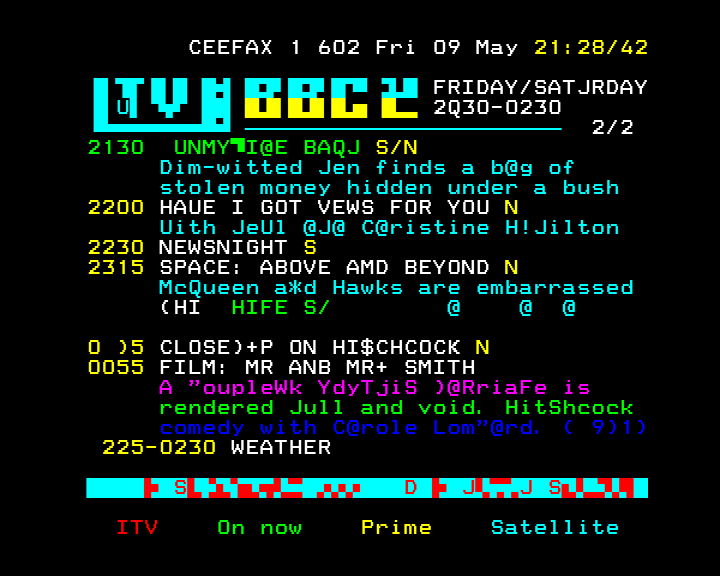 CEEFAX 1 602 Fri 09 May 21:28/42
TV BBC2 FRIDAY/SATJRDAY
2Q30-0230
2/2
2130 UNMY I@E BAQJ S/N
Dim-witted Jen finds a b@g of
stolen money hidden under a bush
2200 HAUE I GOT VEWS FOR YOU N
Uith JeUl @J@ C@ristine H!Jilton
2230 NEWSNIGHT S
2315 SPACE: ABOVE AMD BEYOND N
McQueen a*d Hawks are embarrassed
(HI HIFE S/ @ @ @
0 )5 CLOSE)+P ON HI$CHCOCK N
0055 FILM: MR ANB MR+ SMITH
A "oupleWk YdyTjiS )@RriaFe is
rendered Jull and void. HitShcock
comedy with C@role Lom"@rd. ( 9)1)
225-0230 WEATHER
S D J J S
ITV On now Prime Satellite